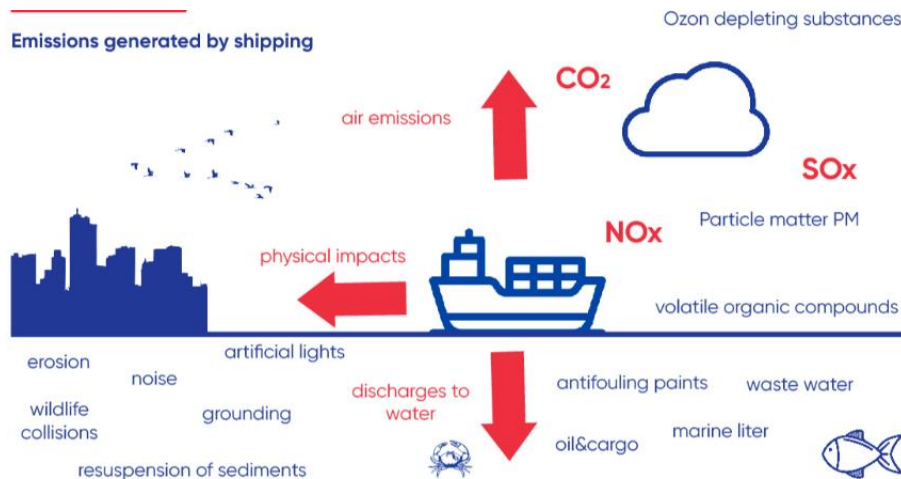 Ozon depleting substances
Emissions generated by shipping
CO₂
air emissions
SOx
Particle matter PM
NOx
physical impacts
volatile organic compounds
artificial lights
erosion
noise
wildlife
collisions
grounding
resuspension of sediments
discharges to
water
antifouling paints
waste water
marine liter
oil&cargo